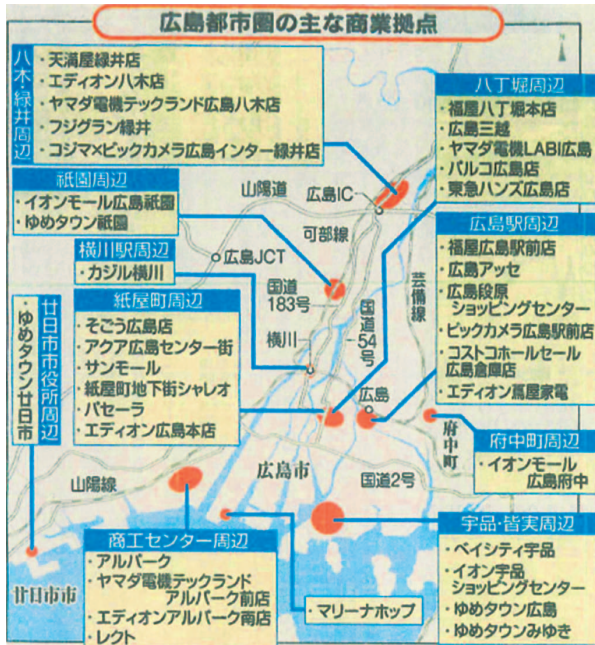 広島都市圏の主な商業拠点
八木・緑井周辺
・天満屋緑井店
・エディオン八木店
・ヤマダ電機テックランド広島八木店
・フジグラン緑井
・コジマ×ビックカメラ広島インター緑井店
八丁堀周辺
・福屋八丁堀本店
・広島三越
・ヤマダ電機LABI広島
・パルコ広島店
・東急ハンズ広島店
祇園周辺
・イオンモール広島祇園
・ゆめタウン祇園
山陽道
広島IC
可部線
広島JCT
国道
183号
国道54号
芸備線
横川駅周辺
・カジル横川
広島駅周辺
・福屋広島駅前店
・広島アッセ
・広島段原
ショッピングセンター
・ビックカメラ広島駅前店
・コストコホールセール
広島倉庫店
・エディオン蔦屋家電
廿日市市役所周辺
・ゆめタウン廿日市
紙屋町周辺
・そごう広島店
・アクア広島センター街
・サンモール
・紙屋町地下街シャレオ
・パセーラ
・エディオン広島本店
横川
広島
府中町
府中町周辺
・イオンモール
広島府中
山陽線
広島市
国道2号
商工センター周辺
・アルパーク
・ヤマダ電機テックランド
アルパーク前店
・エディオンアルパーク南店
・レクト
・マリーナホップ
宇品・皆実周辺
・ベイシティ宇品
・イオン宇品
ショッピングセンター
・ゆめタウン広島
・ゆめタウンみゆき
廿日市市